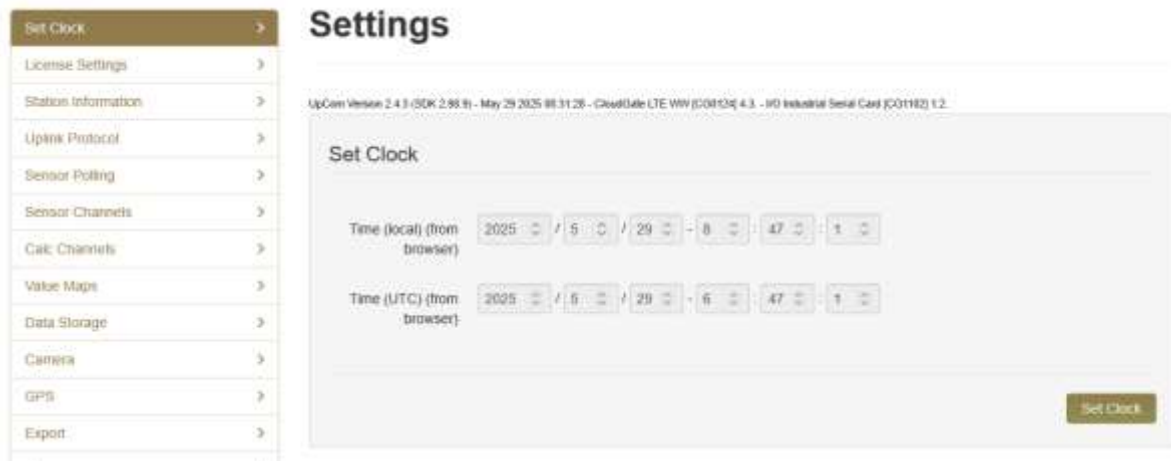 Settings
Set Clock
License Settings
Station Information
Uplink Protocol
Sensor Polling
Sensor Channels
Calc Channels
Value Maps
Data Storage
Camera
GPS
Export
UpCom Version 2.4.3 (SDK 2.98.9) - May 29 2025 08:31:28 - CloudGate LTE WW [CG0124] 4.3. - I/O Industrial Serial Card [CG1102] 1.2.
Set Clock
Time (local) (from browser) 2025 / 5 / 29 - 8 : 47 : 1
Time (UTC) (from browser) 2025 / 5 / 29 - 6 : 47 : 1
Set Clock